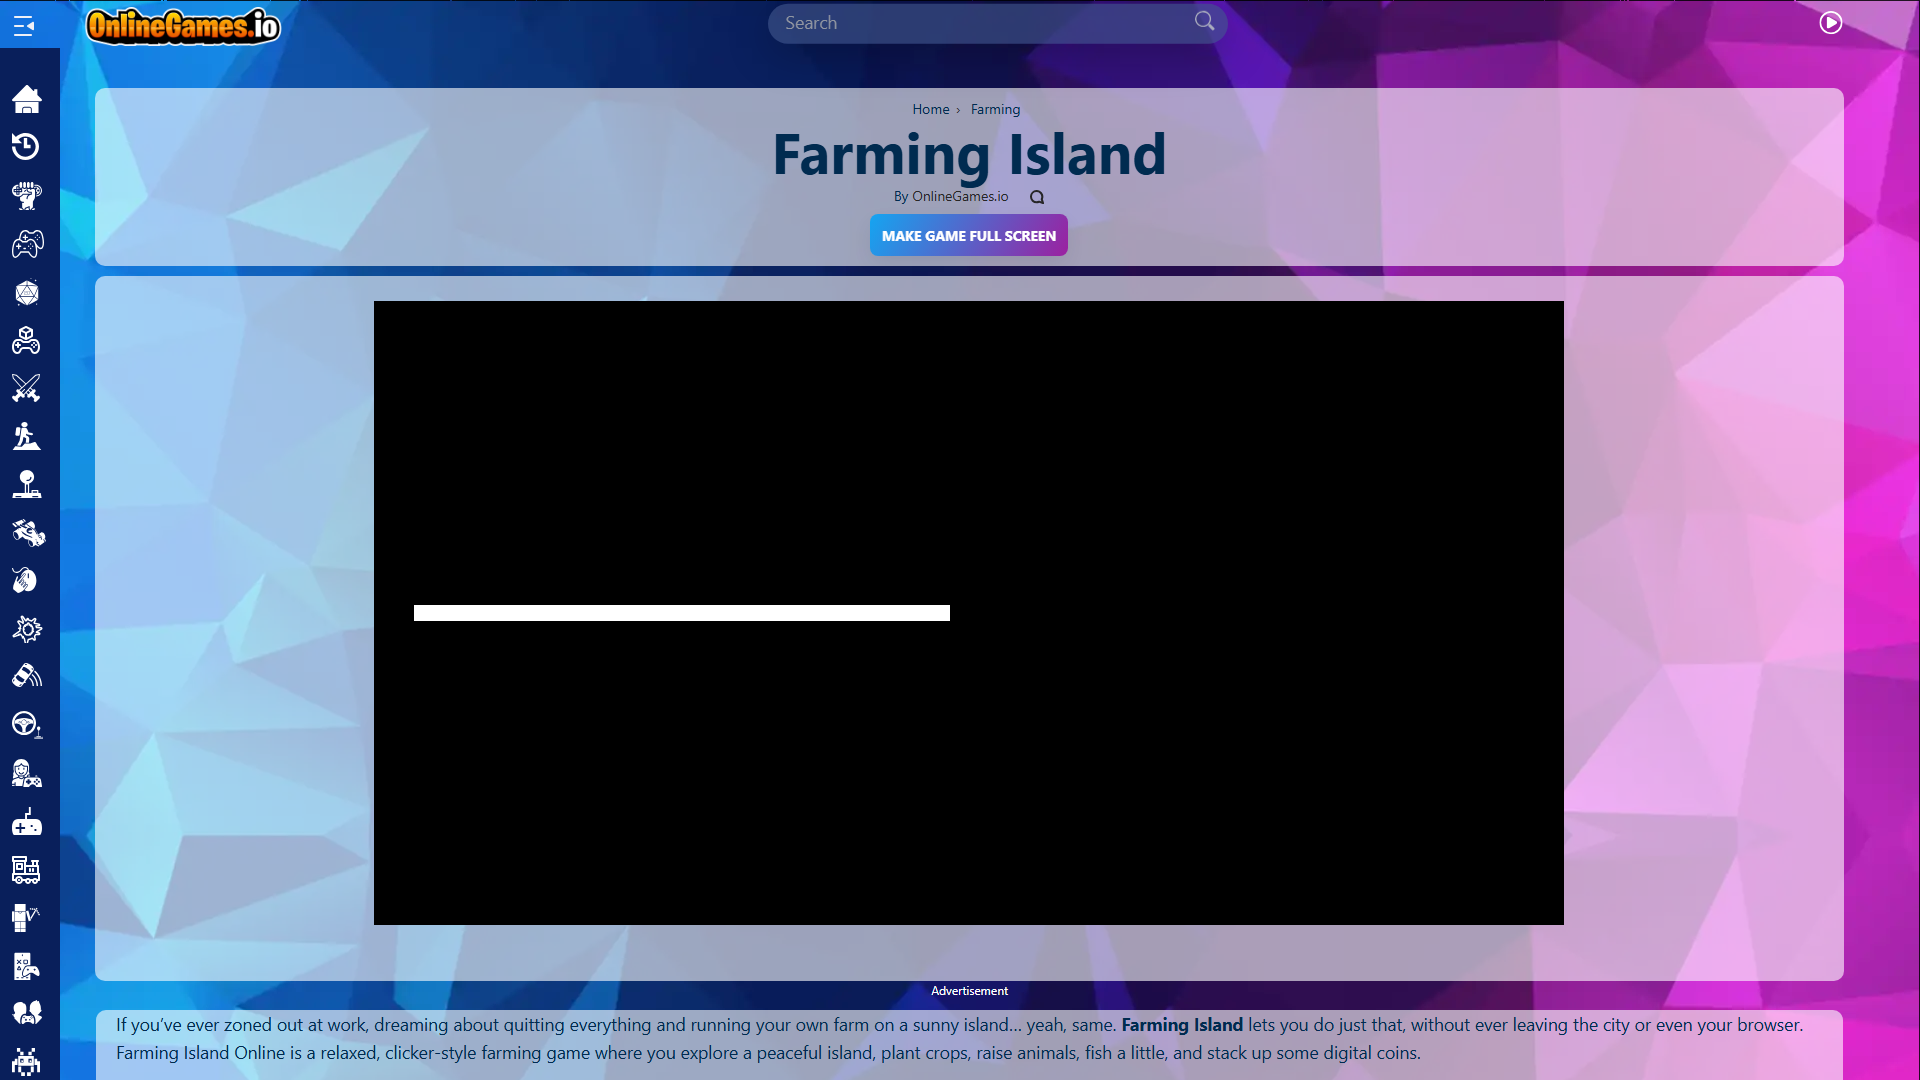 OnlineGames.io
Search
Home › Farming
Farming Island
By OnlineGames.io
MAKE GAME FULL SCREEN
Advertisement
If you’ve ever zoned out at work, dreaming about quitting everything and running your own farm on a sunny island… yeah, same. Farming Island lets you do just that, without ever leaving the city or even your browser.
Farming Island Online is a relaxed, clicker-style farming game where you explore a peaceful island, plant crops, raise animals, fish a little, and stack up some digital coins.